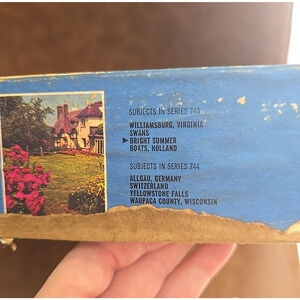 SUBJECTS IN SERIES 743
WILLIAMSBURG, VIRGINIA
SWANS
▶ BRIGHT SUMMER
BOATS, HOLLAND
SUBJECTS IN SERIES 744
ALLGAU, GERMANY
SWITZERLAND
YELLOWSTONE FALLS
WAUPACA COUNTY, WISCONSIN